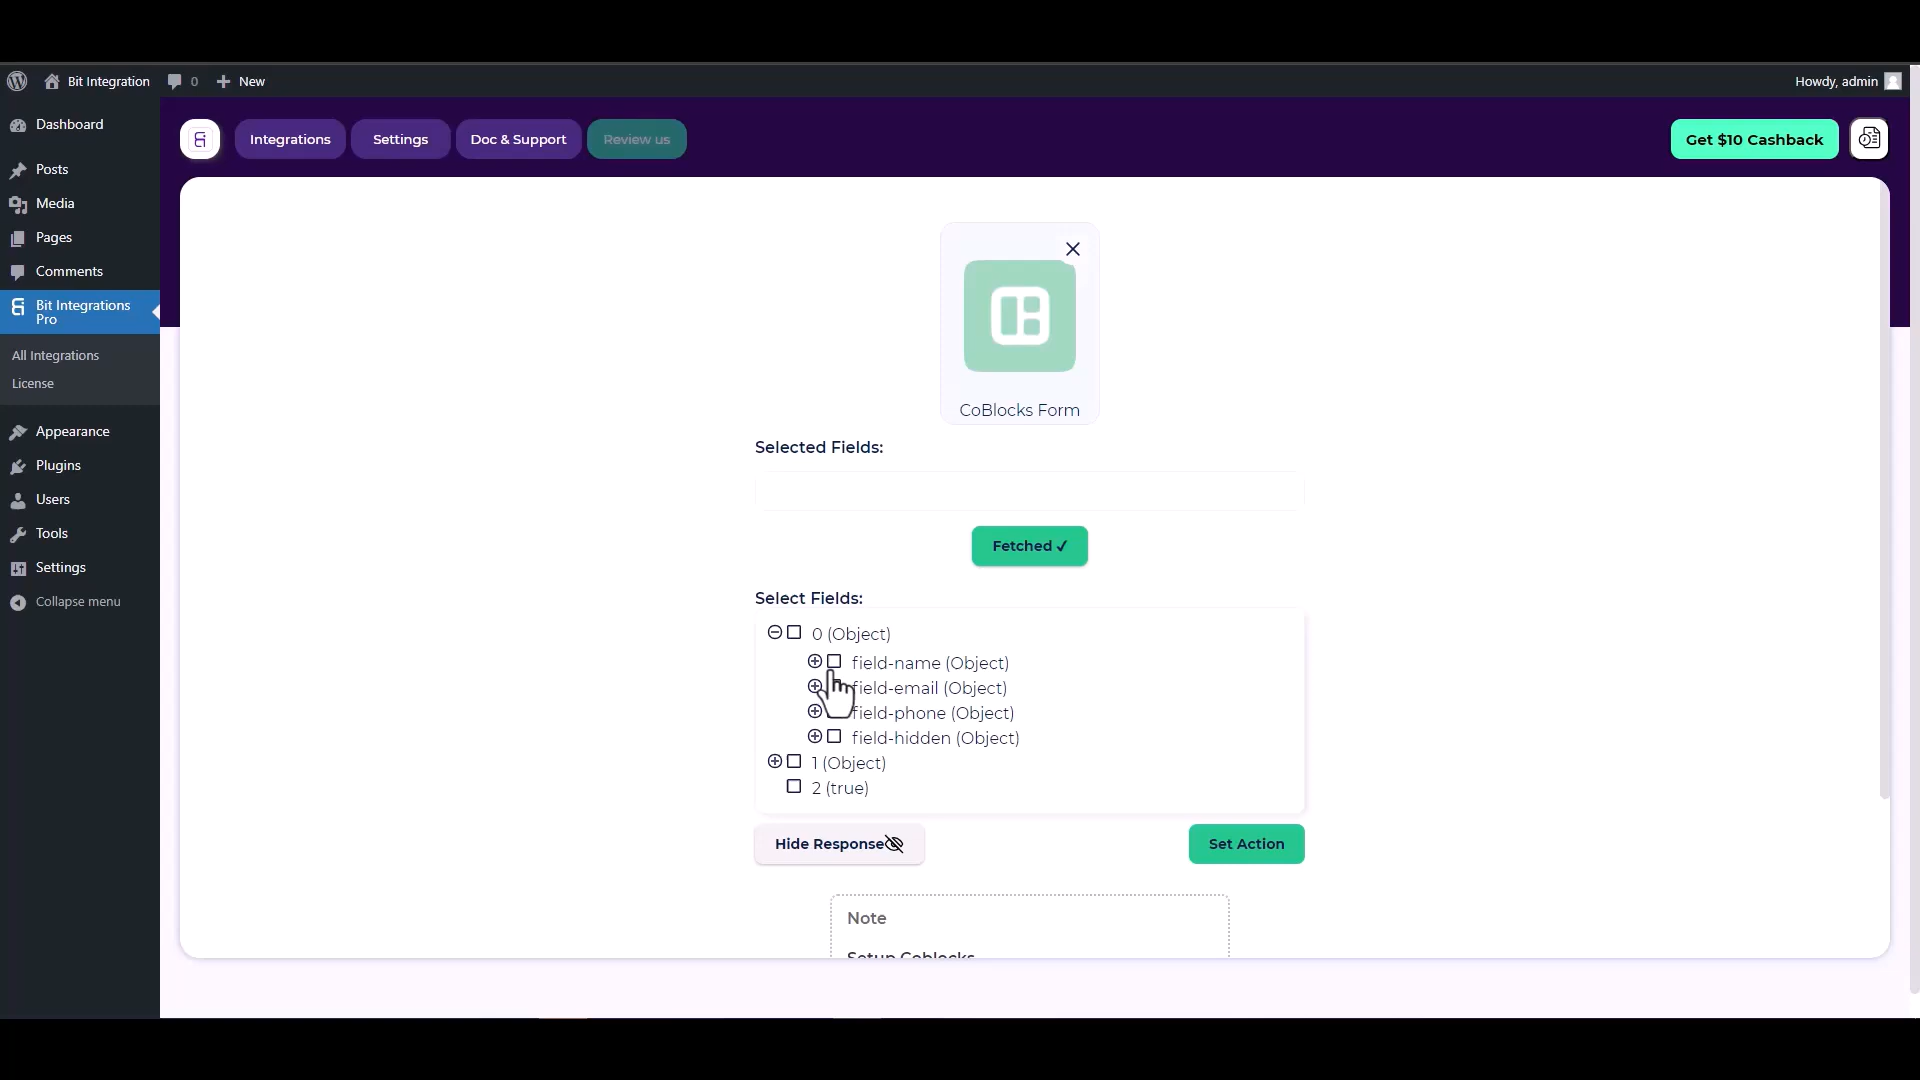 Bit Integration
0
New
Howdy, admin
Dashboard
Posts
Media
Pages
Comments
Bit Integrations
Pro
All Integrations
License
Appearance
Plugins
Users
Tools
Settings
Collapse menu
Integrations
Settings
Doc & Support
Review us
Get $10 Cashback
CoBlocks Form
Selected Fields:
Fetched ✓
Select Fields:
0 (Object)
field-name (Object)
field-email (Object)
field-phone (Object)
field-hidden (Object)
1 (Object)
2 (true)
Hide Response
Set Action
Note
Setup Coblocks